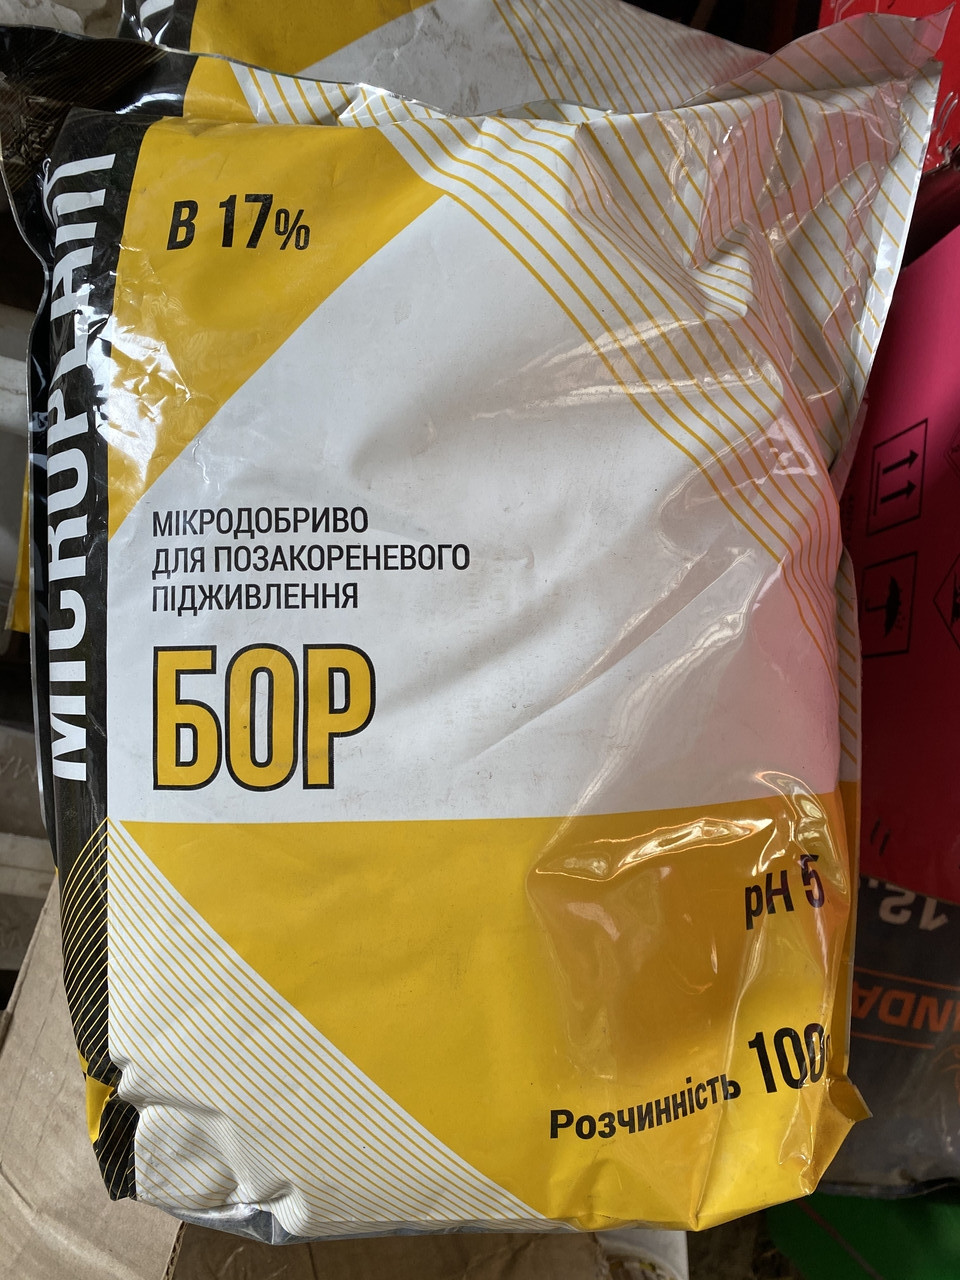 MICROPLANT
B 17%
МІКРОДОБРИВО
ДЛЯ ПОЗАКОРЕНЕВОГО
ПІДЖИВЛЕННЯ
БОР
pH 5
Розчинність 100